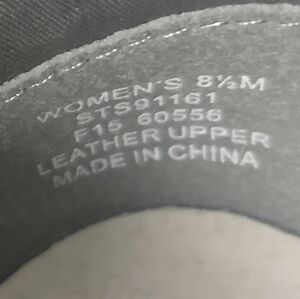 WOMEN'S 8½M
STS91161
F15 60556
LEATHER UPPER
MADE IN CHINA